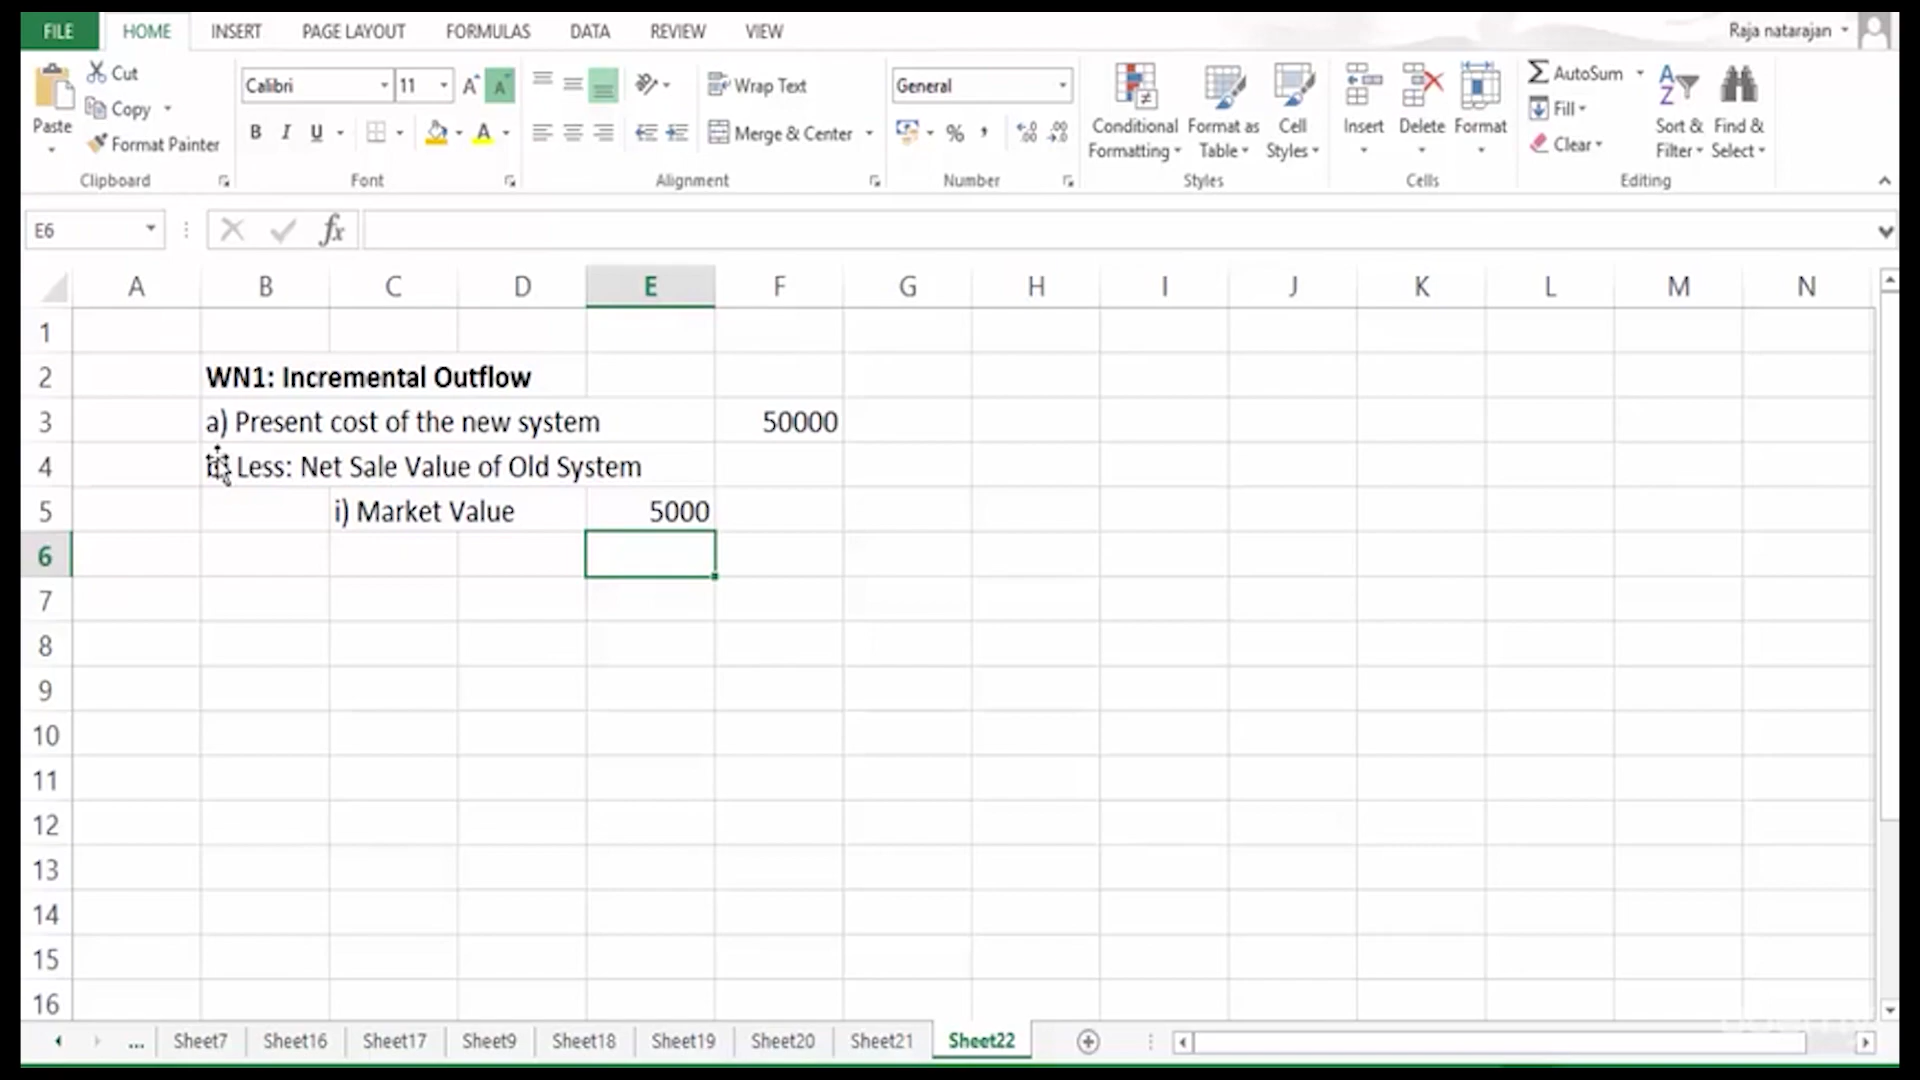 FILE HOME INSERT PAGE LAYOUT FORMULAS DATA REVIEW VIEW Raja natarajan
Cut
Copy
Format Painter
Paste
Clipboard
Calibri 11
B I U A
Font
Wrap Text
Merge & Center
Alignment
General
% ,
Number
Conditional Formatting
Format as Table
Cell Styles
Styles
Insert Delete Format
Cells
AutoSum
Fill
Clear
Sort & Filter
Find & Select
Editing
E6 fx
A B C D E F G H I J K L M N
1
2 WN1: Incremental Outflow
3 a) Present cost of the new system 50000
4 Less: Net Sale Value of Old System
5 i) Market Value 5000
6
7
8
9
10
11
12
13
14
15
16
... Sheet7 Sheet16 Sheet17 Sheet9 Sheet18 Sheet19 Sheet20 Sheet21 Sheet22